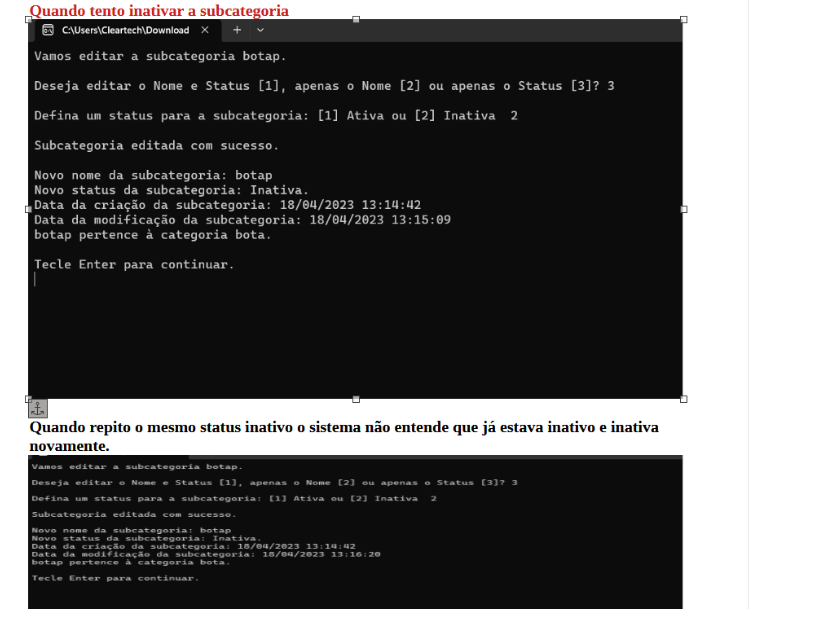 Quando tento inativar a subcategoria
C:\Users\Cleartech\Download
Vamos editar a subcategoria botap.
Deseja editar o Nome e Status [1], apenas o Nome [2] ou apenas o Status [3]? 3
Defina um status para a subcategoria: [1] Ativa ou [2] Inativa  2
Subcategoria editada com sucesso.
Novo nome da subcategoria: botap
Novo status da subcategoria: Inativa.
Data da criação da subcategoria: 18/04/2023 13:14:42
Data da modificação da subcategoria: 18/04/2023 13:15:09
botap pertence à categoria bota.
Tecle Enter para continuar.
Quando repito o mesmo status inativo o sistema não entende que já estava inativo e inativa
novamente.
Vamos editar a subcategoria botap.
Deseja editar o Nome e Status [1], apenas o Nome [2] ou apenas o Status [3]? 3
Defina um status para a subcategoria: [1] Ativa ou [2] Inativa  2
Subcategoria editada com sucesso.
Novo nome da subcategoria: botap
Novo status da subcategoria: Inativa.
Data da criação da subcategoria: 18/04/2023 13:14:42
Data da modificação da subcategoria: 18/04/2023 13:16:20
botap pertence à categoria bota.
Tecle Enter para continuar.